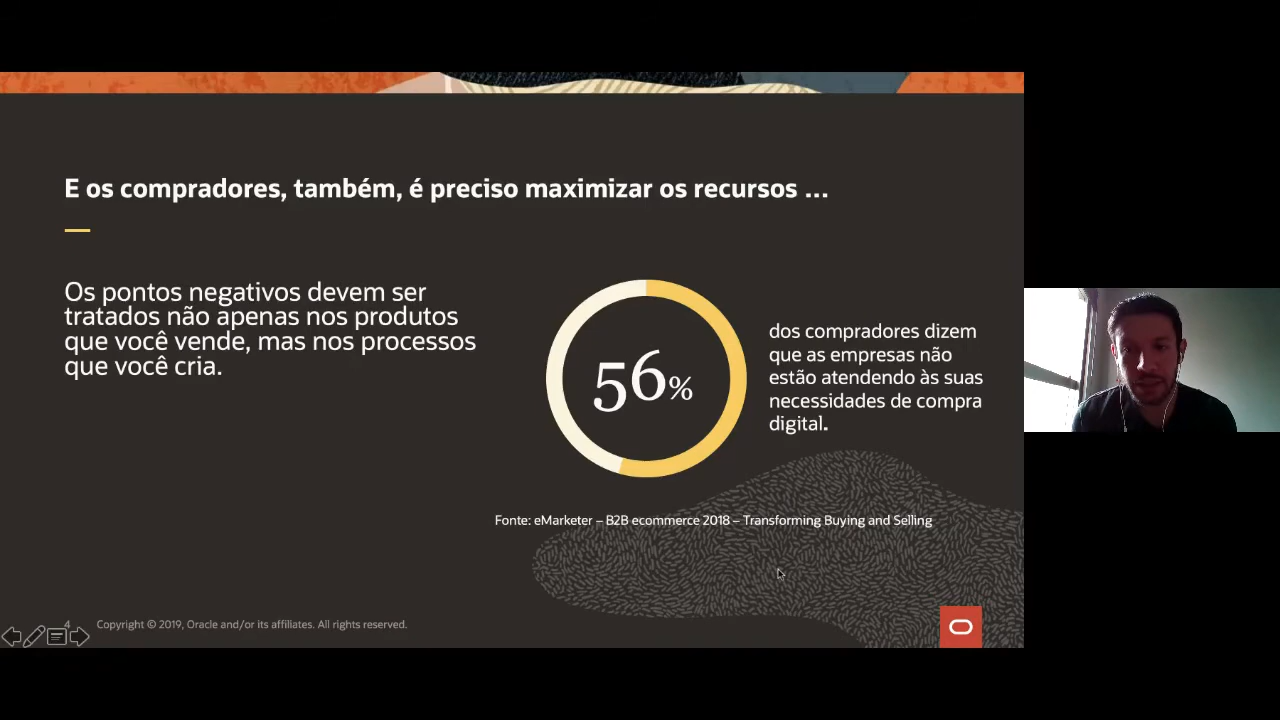 E os compradores, também, é preciso maximizar os recursos ...
Os pontos negativos devem ser
tratados não apenas nos produtos
que você vende, mas nos processos
que você cria.
56%
dos compradores dizem
que as empresas não
estão atendendo às suas
necessidades de compra
digital.
Fonte: eMarketer – B2B ecommerce 2018 – Transforming Buying and Selling
4
Copyright © 2019, Oracle and/or its affiliates. All rights reserved.